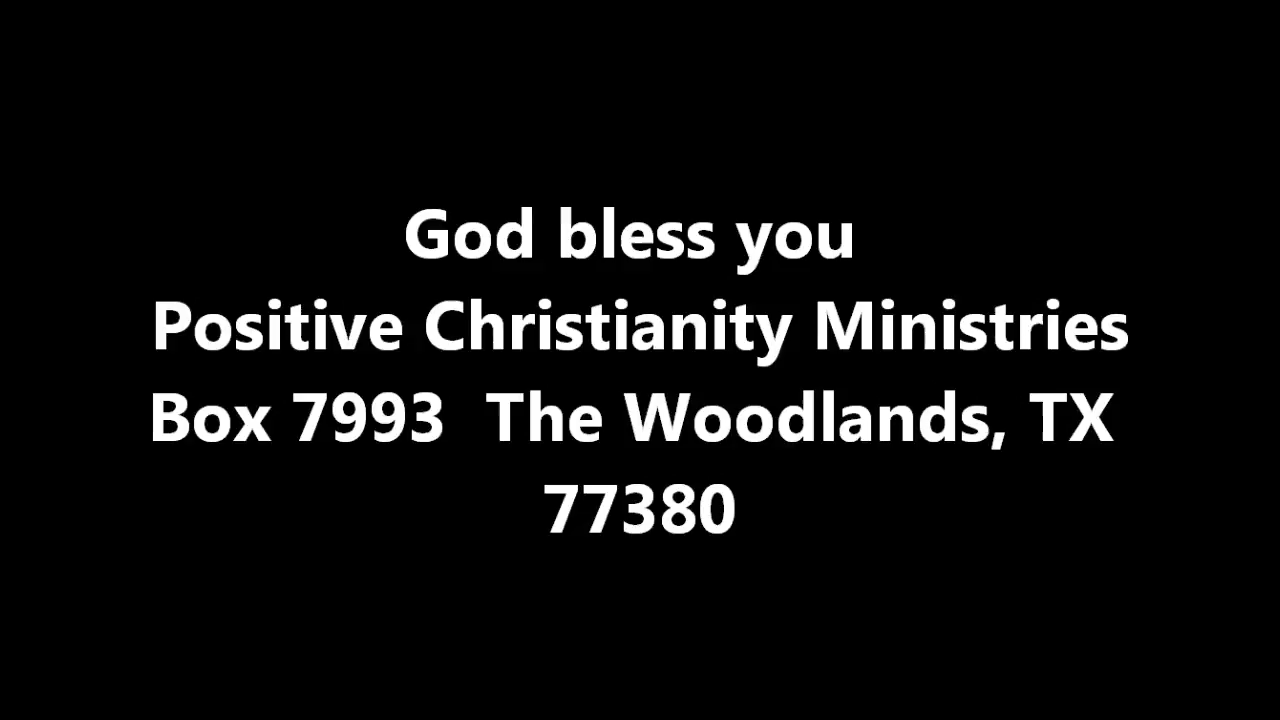 God bless you
Positive Christianity Ministries
Box 7993  The Woodlands, TX
77380